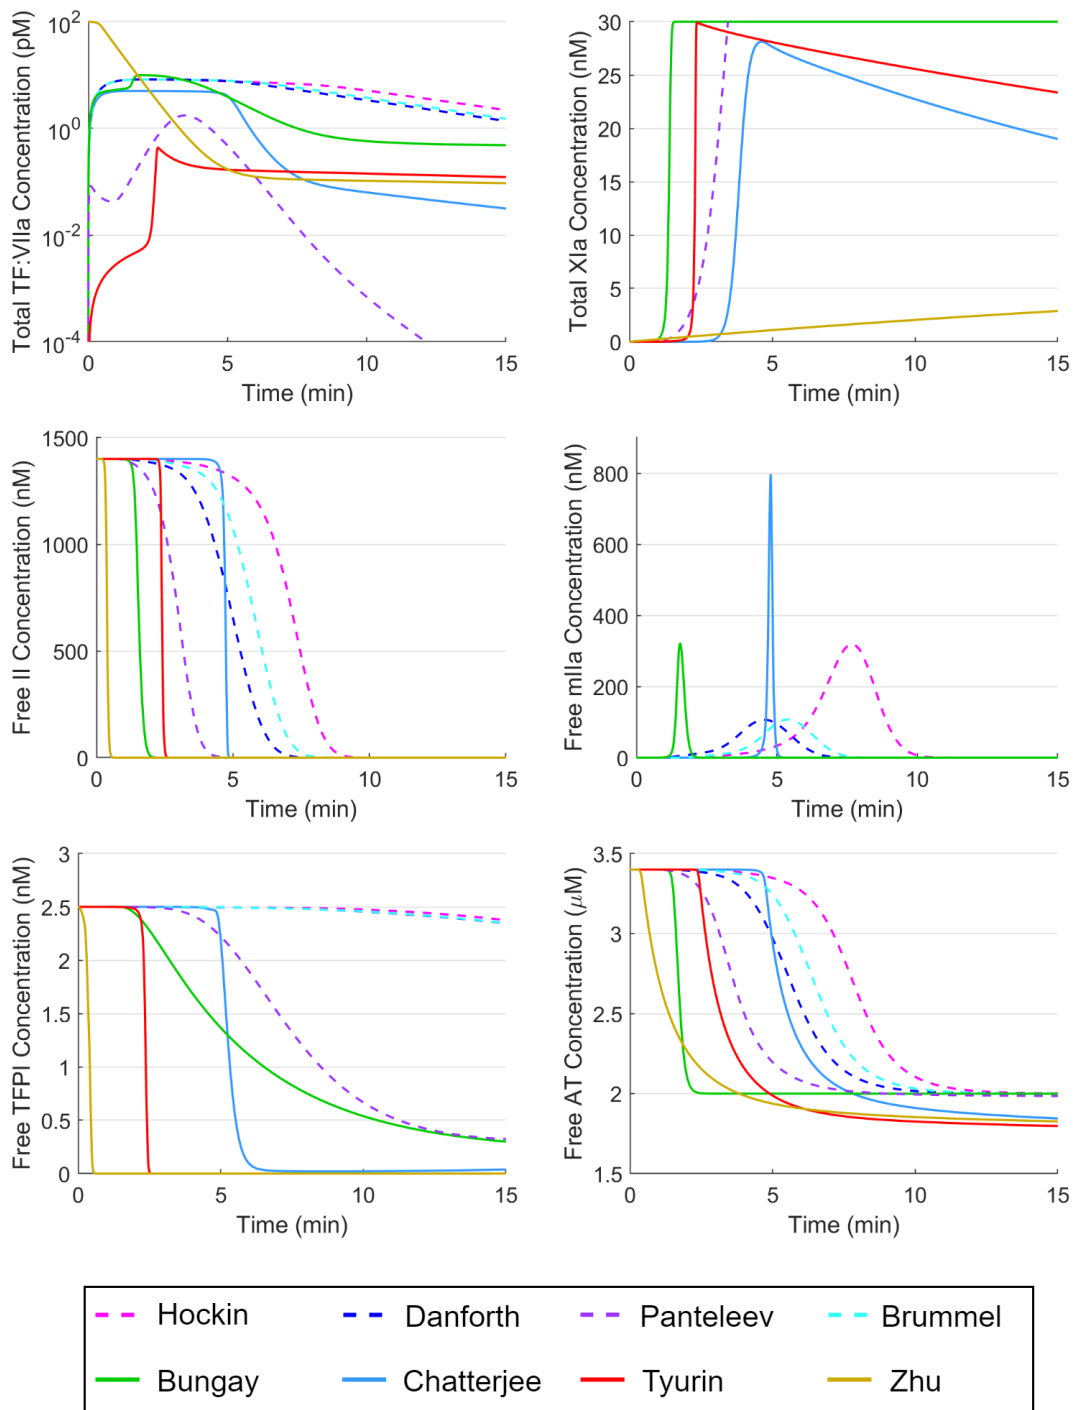 Total TF:VIIa Concentration (pM)
10^2
10^0
10^-2
10^-4
0 5 10 15
Time (min)
Total XIa Concentration (nM)
30
25
20
15
10
5
0
0 5 10 15
Time (min)
Free II Concentration (nM)
1500
1000
500
0
0 5 10 15
Time (min)
Free mIIa Concentration (nM)
800
600
400
200
0
0 5 10 15
Time (min)
Free TFPI Concentration (nM)
3
2.5
2
1.5
1
0.5
0
0 5 10 15
Time (min)
Free AT Concentration (μM)
3.5
3
2.5
2
1.5
0 5 10 15
Time (min)
Hockin Danforth Panteleev Brummel
Bungay Chatterjee Tyurin Zhu